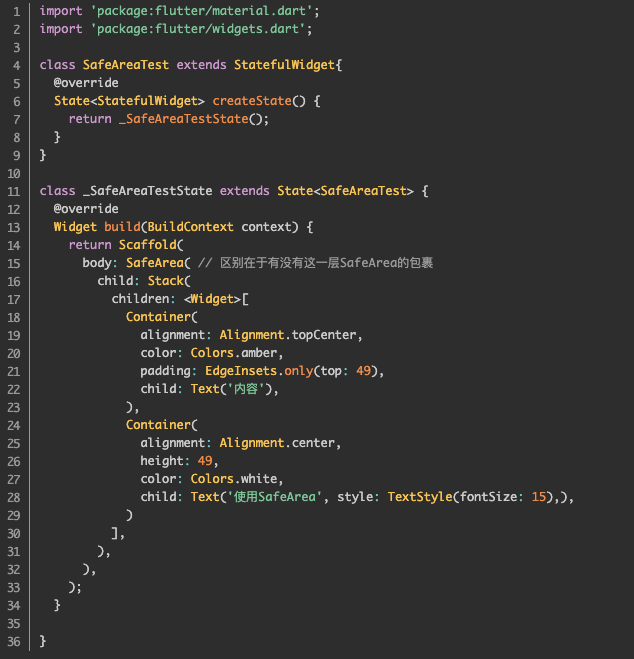 1 import 'package:flutter/material.dart';
2 import 'package:flutter/widgets.dart';
3
4 class SafeAreaTest extends StatefulWidget{
5   @override
6   State<StatefulWidget> createState() {
7     return _SafeAreaTestState();
8   }
9 }
10
11 class _SafeAreaTestState extends State<SafeAreaTest> {
12   @override
13   Widget build(BuildContext context) {
14     return Scaffold(
15       body: SafeArea( // 区别在于有没有这一层SafeArea的包裹
16         child: Stack(
17           children: <Widget>[
18             Container(
19               alignment: Alignment.topCenter,
20               color: Colors.amber,
21               padding: EdgeInsets.only(top: 49),
22               child: Text('内容'),
23             ),
24             Container(
25               alignment: Alignment.center,
26               height: 49,
27               color: Colors.white,
28               child: Text('使用SafeArea', style: TextStyle(fontSize: 15),),
29             )
30           ],
31         ),
32       ),
33     );
34   }
35
36 }